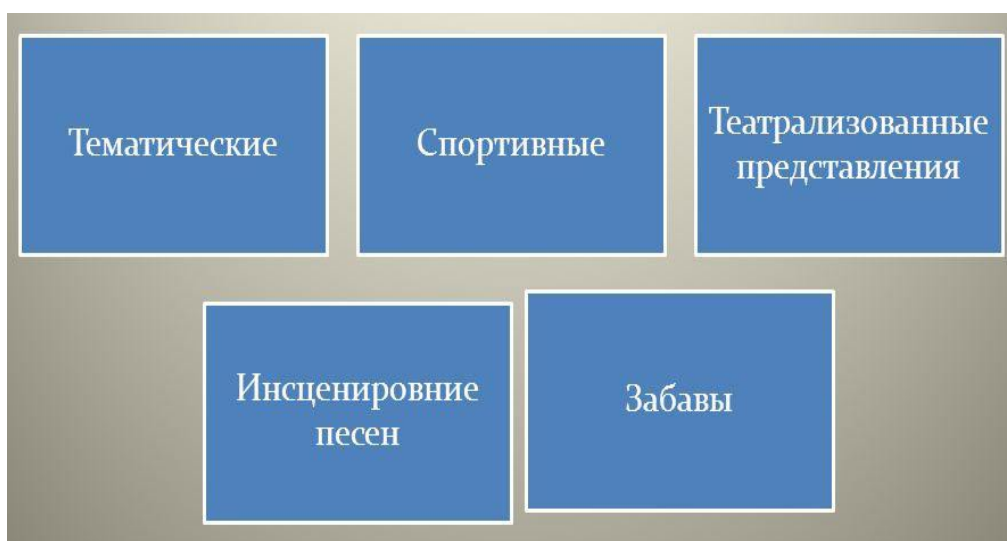 Тематические
Спортивные
Театрализованные
представления
Инсценировние
песен
Забавы